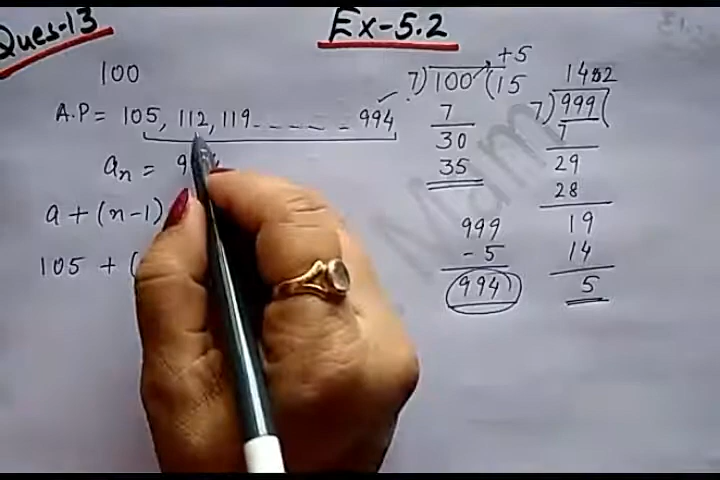 Ques-13
Ex-5.2
100
A.P = 105, 112, 119 ------ 994
an =
a + (n-1)
105 + (
+5
7)100(15
7
30
35
999
-5
994
7)999(
7
29
28
19
14
5
Mam